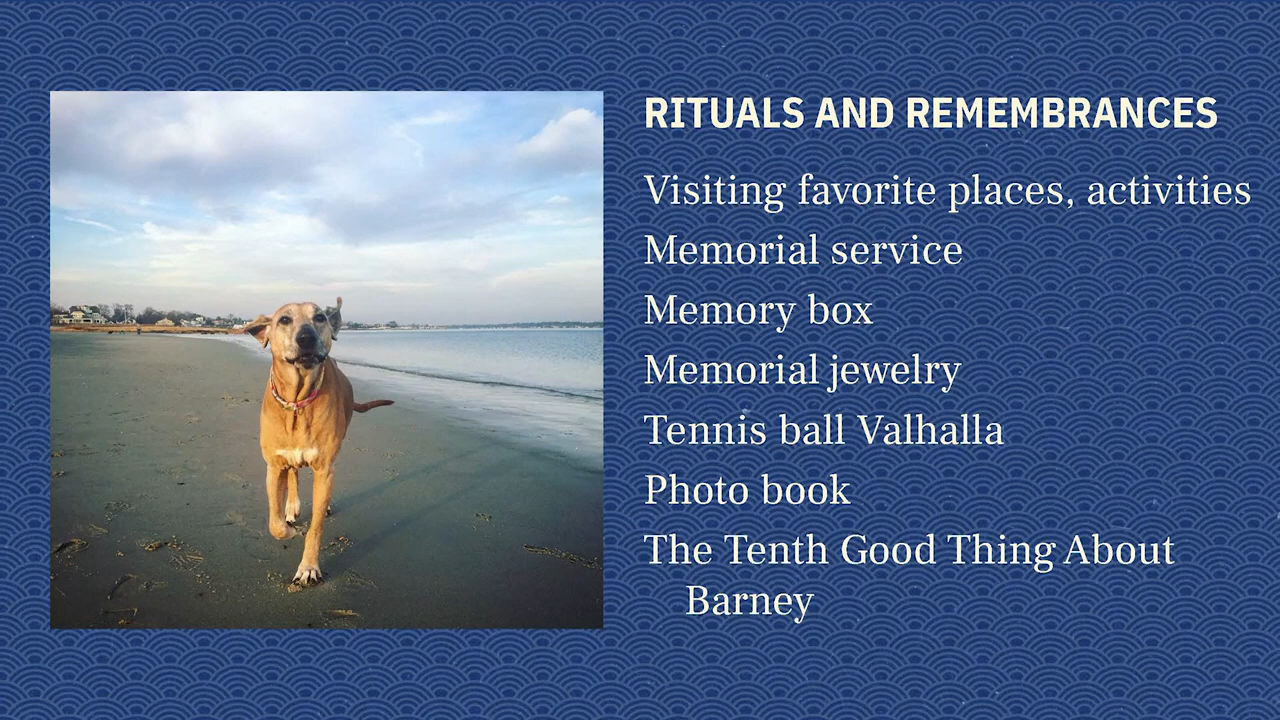 RITUALS AND REMEMBRANCES
Visiting favorite places, activities
Memorial service
Memory box
Memorial jewelry
Tennis ball Valhalla
Photo book
The Tenth Good Thing About
Barney